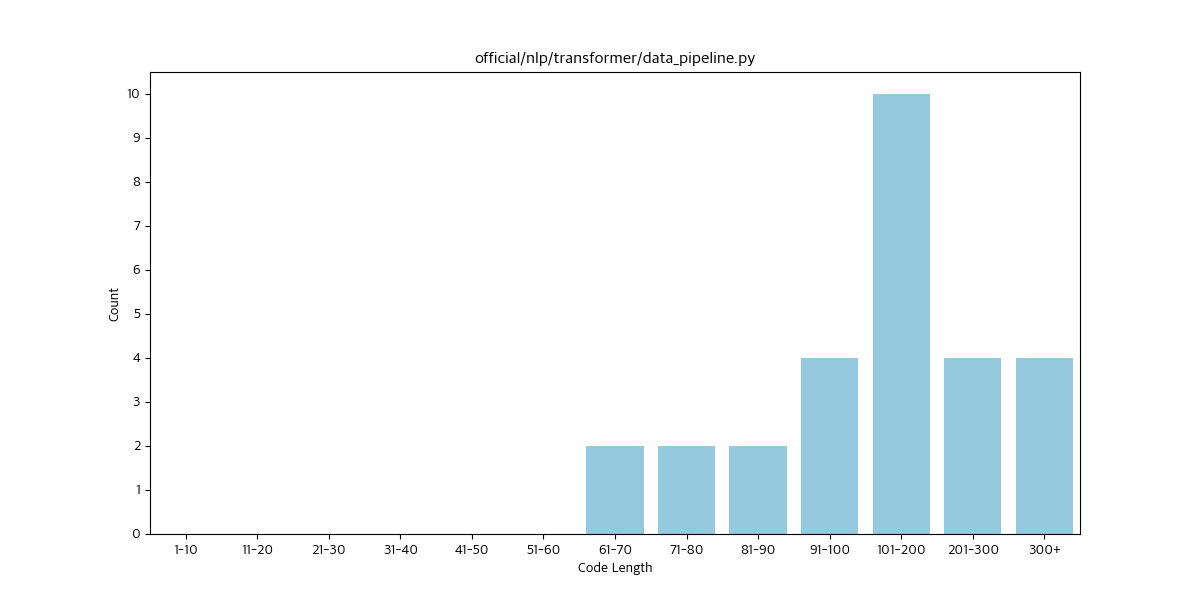 official/nlp/transformer/data_pipeline.py
10
9
8
7
6
5
4
3
2
1
0
Count
1-10 11-20 21-30 31-40 41-50 51-60 61-70 71-80 81-90 91-100 101-200 201-300 300+
Code Length